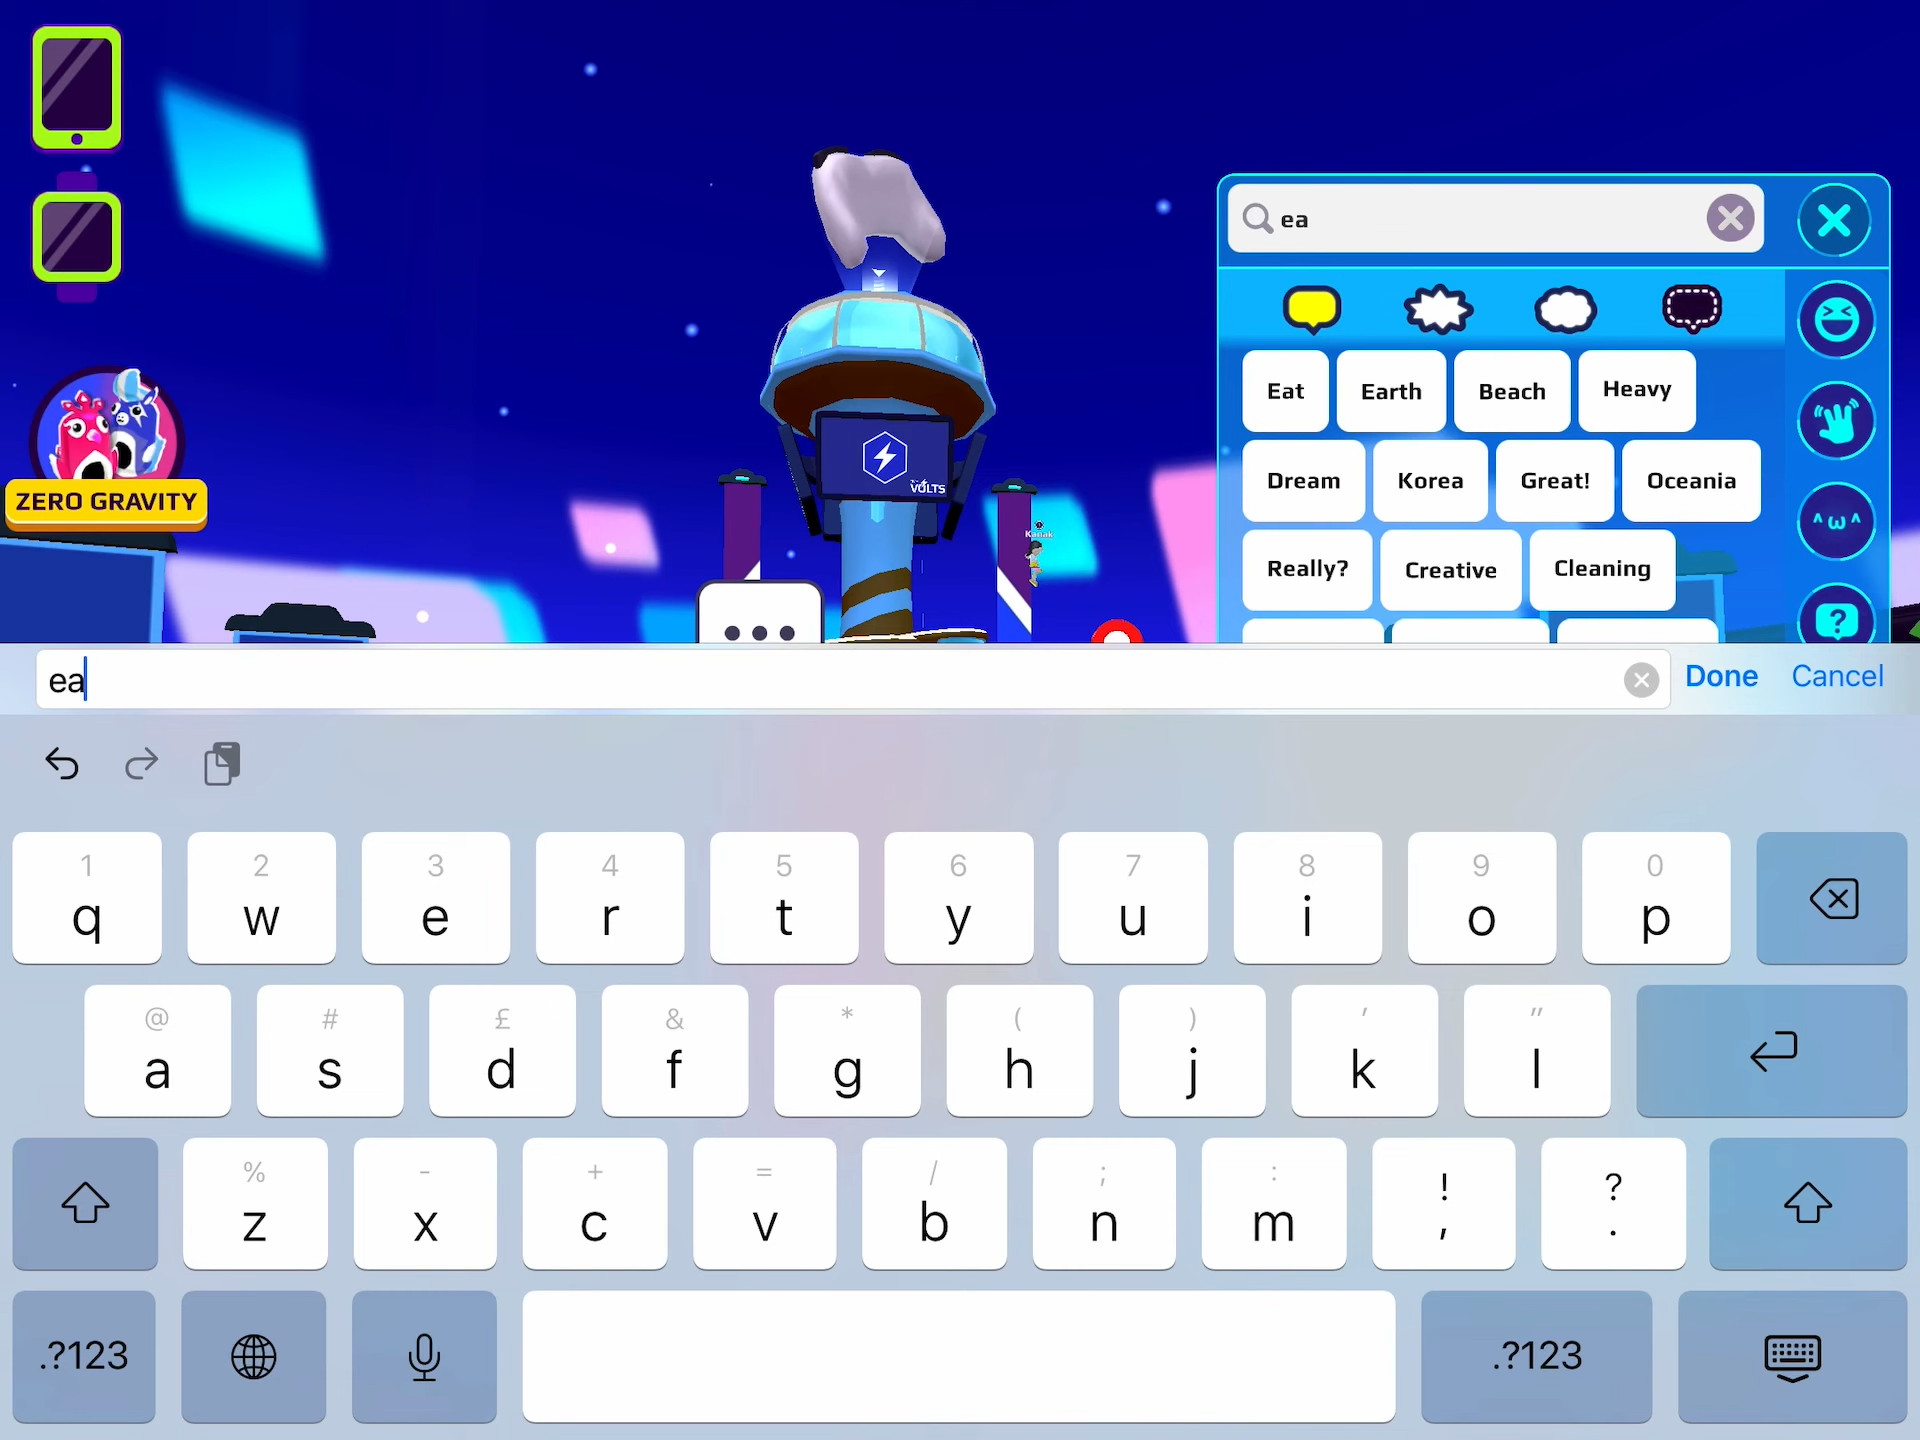 ea
Eat Earth Beach Heavy
Dream Korea Great! Oceania
Really? Creative Cleaning
^ω^
?
VOLTS
Kanak
ZERO GRAVITY
ea Done Cancel
1 2 3 4 5 6 7 8 9 0
q w e r t y u i o p
@ # £ & * ( ) ' "
a s d f g h j k l
% - + = / ; : ! ?
z x c v b n m , .
.?123 .?123